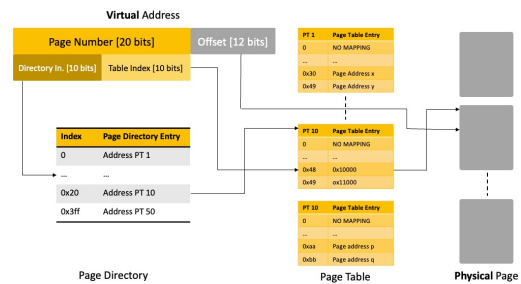 Virtual Address
Page Number [20 bits]
Offset [12 bits]
Directory In. [10 bits]
Table Index [10 bits]
Index Page Directory Entry
0 Address PT 1
... ...
0x20 Address PT 10
0x3ff Address PT 50
Page Directory
PT 1 Page Table Entry
0 NO MAPPING
... ...
0x30 Page Address x
0x49 Page Address y
PT 10 Page Table Entry
0 NO MAPPING
... ...
0x48 0x10000
0x49 ox11000
PT 10 Page Table Entry
0 NO MAPPING
... ...
0xaa Page address p
0xbb Page address q
Page Table
Physical Page